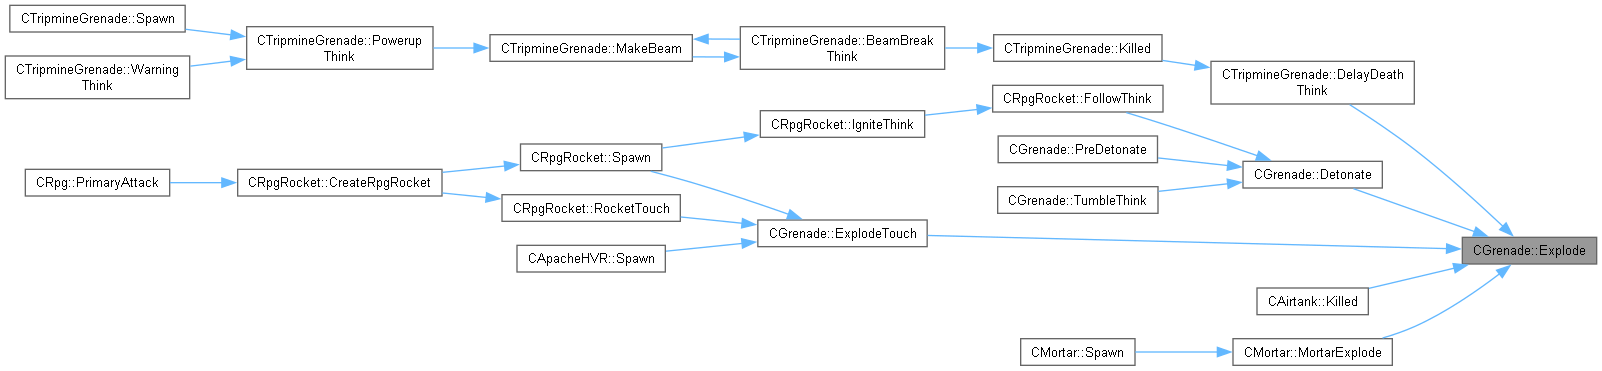 CTripmineGrenade::Spawn
CTripmineGrenade::Warning
Think
CTripmineGrenade::Powerup
Think
CTripmineGrenade::MakeBeam
CTripmineGrenade::BeamBreak
Think
CTripmineGrenade::Killed
CTripmineGrenade::DelayDeath
Think
CRpgRocket::FollowThink
CRpgRocket::IgniteThink
CGrenade::PreDetonate
CGrenade::Detonate
CGrenade::TumbleThink
CRpgRocket::Spawn
CRpg::PrimaryAttack
CRpgRocket::CreateRpgRocket
CRpgRocket::RocketTouch
CGrenade::ExplodeTouch
CApacheHVR::Spawn
CGrenade::Explode
CAirtank::Killed
CMortar::Spawn
CMortar::MortarExplode